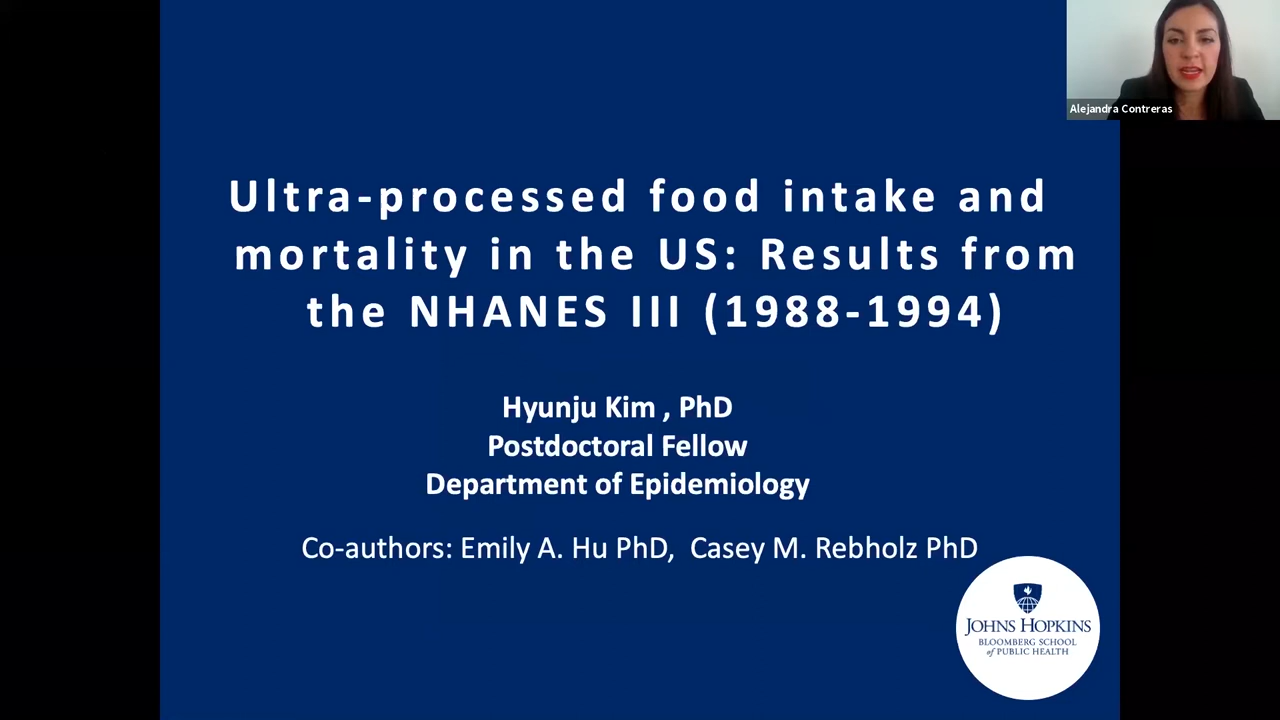 Alejandra Contreras
Ultra-processed food intake and
mortality in the US: Results from
the NHANES III (1988-1994)
Hyunju Kim , PhD
Postdoctoral Fellow
Department of Epidemiology
Co-authors: Emily A. Hu PhD, Casey M. Rebholz PhD
JOHNS HOPKINS
BLOOMBERG SCHOOL
of PUBLIC HEALTH